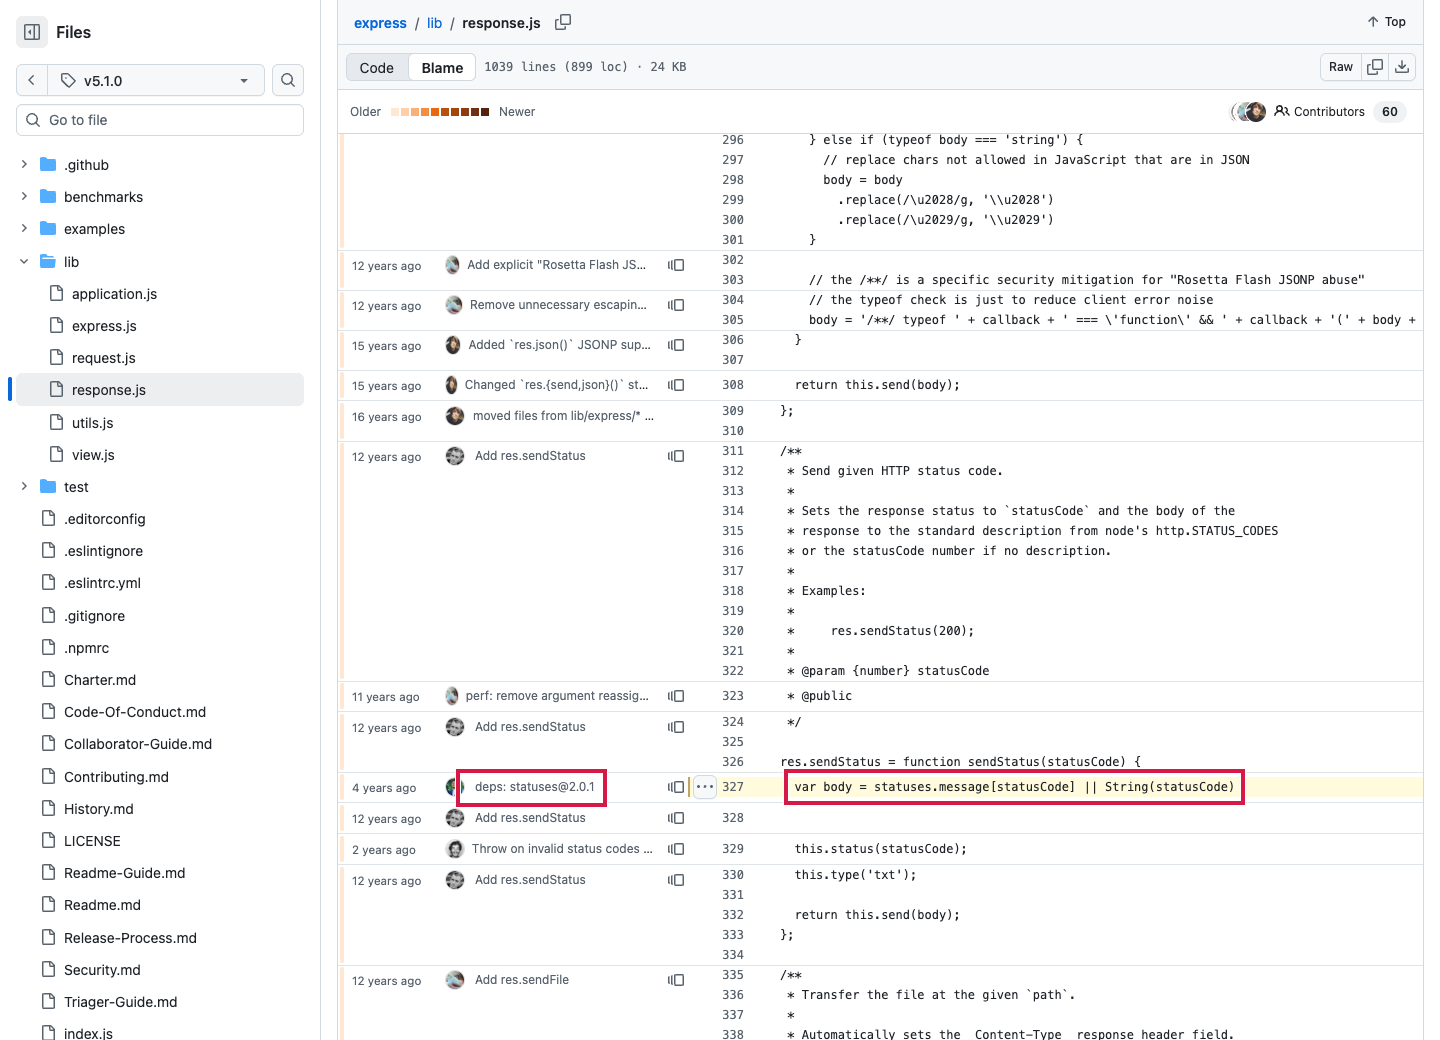 Files
v5.1.0
Go to file
.github
benchmarks
examples
lib
application.js
express.js
request.js
response.js
utils.js
view.js
test
.editorconfig
.eslintignore
.eslintrc.yml
.gitignore
.npmrc
Charter.md
Code-Of-Conduct.md
Collaborator-Guide.md
Contributing.md
History.md
LICENSE
Readme-Guide.md
Readme.md
Release-Process.md
Security.md
Triager-Guide.md
index.js
express / lib / response.js
Top
Code Blame 1039 lines (899 loc) · 24 KB
Raw
Older Newer
Contributors 60
296 } else if (typeof body === 'string') {
297 // replace chars not allowed in JavaScript that are in JSON
298 body = body
299 .replace(/\u2028/g, '\\u2028')
300 .replace(/\u2029/g, '\\u2029')
301 }
12 years ago Add explicit "Rosetta Flash JS... 302
303 // the /**/ is a specific security mitigation for "Rosetta Flash JSONP abuse"
12 years ago Remove unnecessary escapin... 304 // the typeof check is just to reduce client error noise
305 body = '/**/ typeof ' + callback + ' === \'function\' && ' + callback + '(' + body +
15 years ago Added `res.json()` JSONP sup... 306 }
307
15 years ago Changed `res.{send,json}()` st... 308 return this.send(body);
16 years ago moved files from lib/express/* ... 309 };
310
12 years ago Add res.sendStatus 311 /**
312 * Send given HTTP status code.
313 *
314 * Sets the response status to `statusCode` and the body of the
315 * response to the standard description from node's http.STATUS_CODES
316 * or the statusCode number if no description.
317 *
318 * Examples:
319 *
320 * res.sendStatus(200);
321 *
322 * @param {number} statusCode
11 years ago perf: remove argument reassig... 323 * @public
12 years ago Add res.sendStatus 324 */
325
326 res.sendStatus = function sendStatus(statusCode) {
4 years ago deps: statuses@2.0.1 327 var body = statuses.message[statusCode] || String(statusCode)
12 years ago Add res.sendStatus 328
2 years ago Throw on invalid status codes ... 329 this.status(statusCode);
12 years ago Add res.sendStatus 330 this.type('txt');
331
332 return this.send(body);
333 };
334
12 years ago Add res.sendFile 335 /**
336 * Transfer the file at the given `path`.
337 *
338 * Automatically sets the _Content-Type_ response header field.